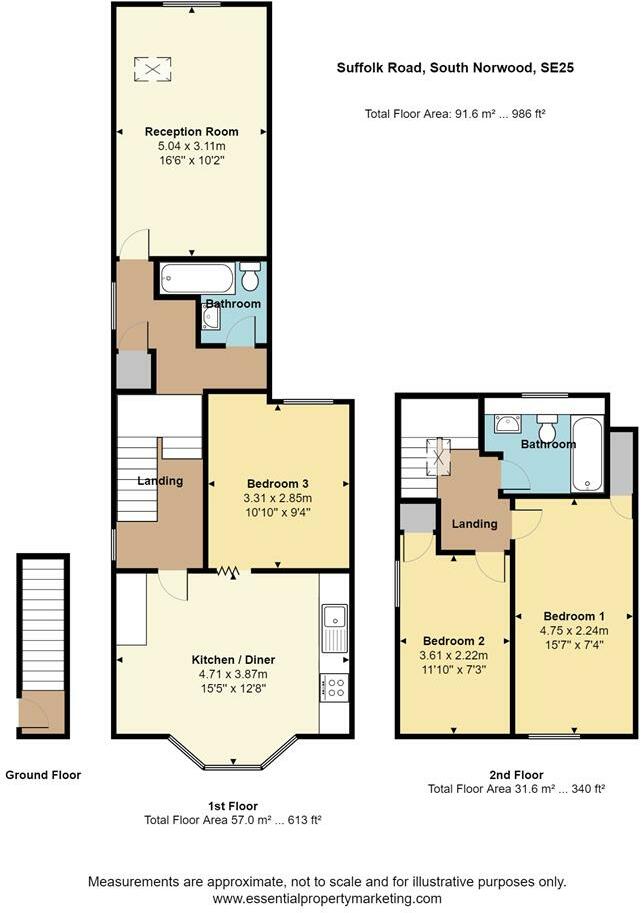 Suffolk Road, South Norwood, SE25
Total Floor Area: 91.6 m² ... 986 ft²
Reception Room
5.04 x 3.11m
16'6" x 10'2"
Bathroom
Landing
Bedroom 3
3.31 x 2.85m
10'10" x 9'4"
Kitchen / Diner
4.71 x 3.87m
15'5" x 12'8"
Bathroom
Landing
Bedroom 1
4.75 x 2.24m
15'7" x 7'4"
Bedroom 2
3.61 x 2.22m
11'10" x 7'3"
Ground Floor
1st Floor
Total Floor Area 57.0 m² ... 613 ft²
2nd Floor
Total Floor Area 31.6 m² ... 340 ft²
Measurements are approximate, not to scale and for illustrative purposes only.
www.essentialpropertymarketing.com